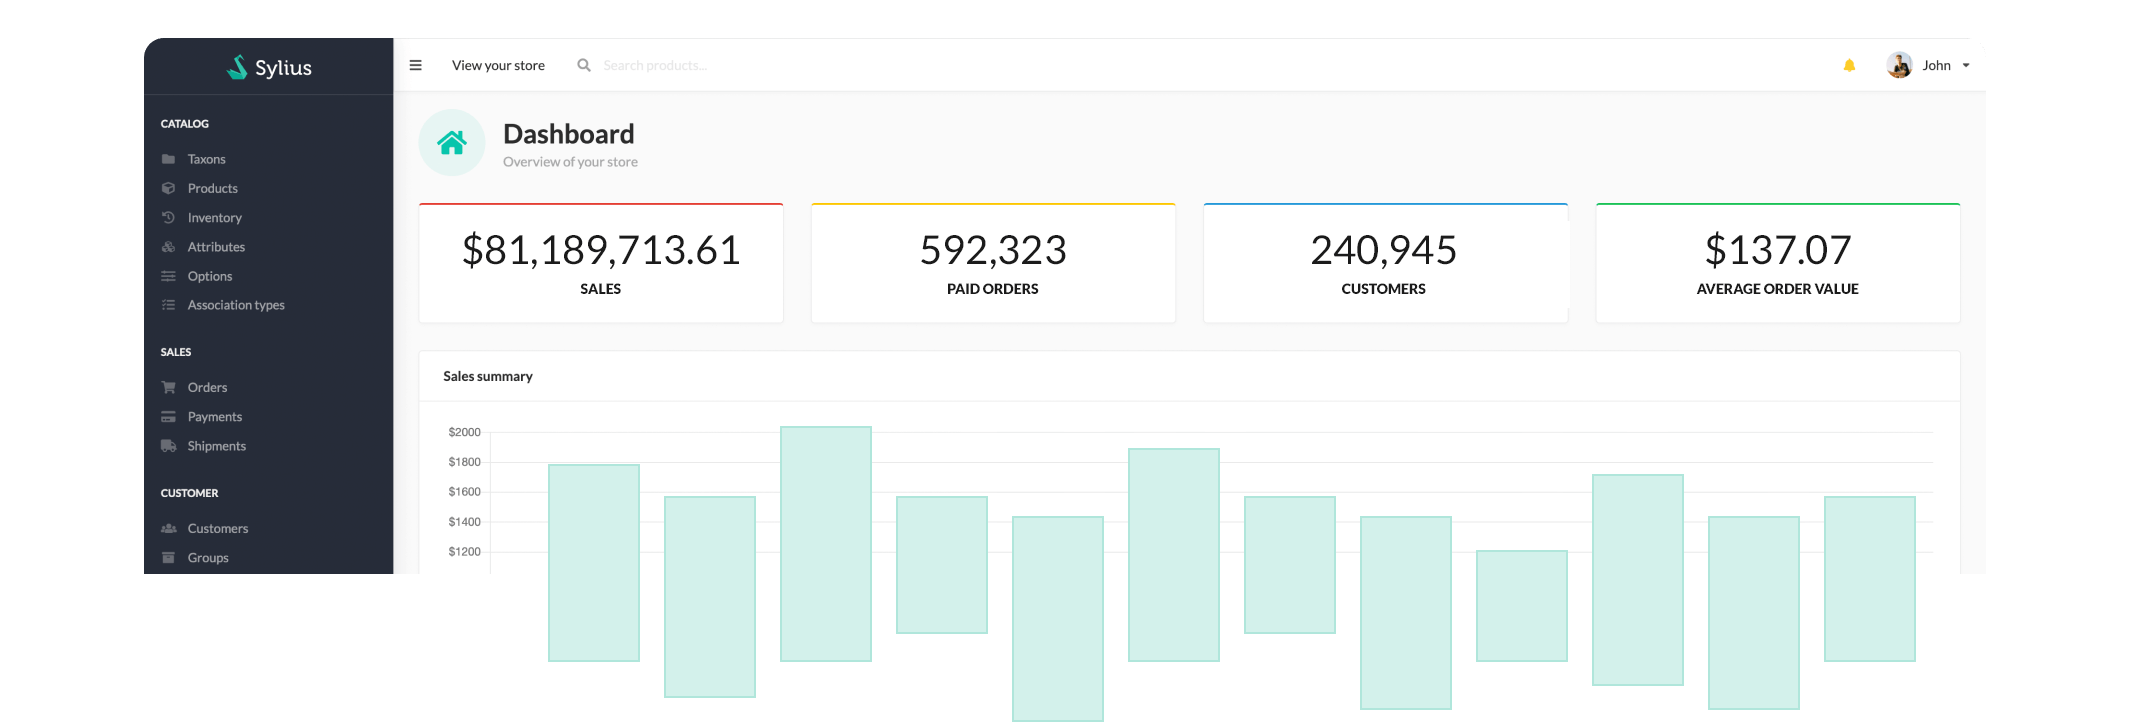 Sylius
View your store
Search products...
John
CATALOG
Taxons
Products
Inventory
Attributes
Options
Association types
SALES
Orders
Payments
Shipments
CUSTOMER
Customers
Groups
Dashboard
Overview of your store
$81,189,713.61
SALES
592,323
PAID ORDERS
240,945
CUSTOMERS
$137.07
AVERAGE ORDER VALUE
Sales summary
$2000
$1800
$1600
$1400
$1200